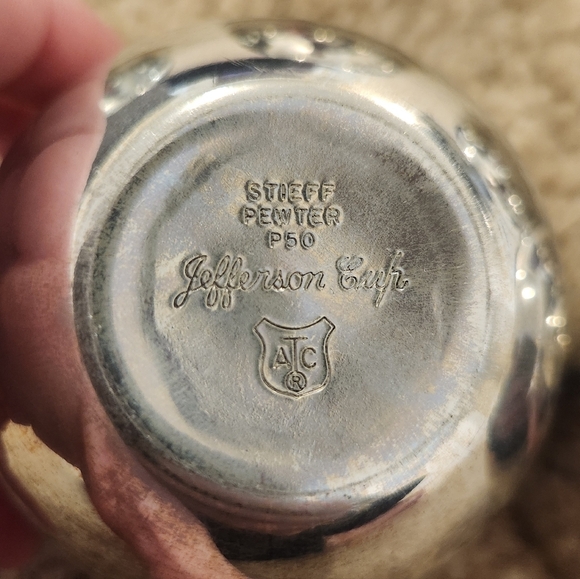 STIEFF
PEWTER
P50
Jefferson Cup
ATC
®